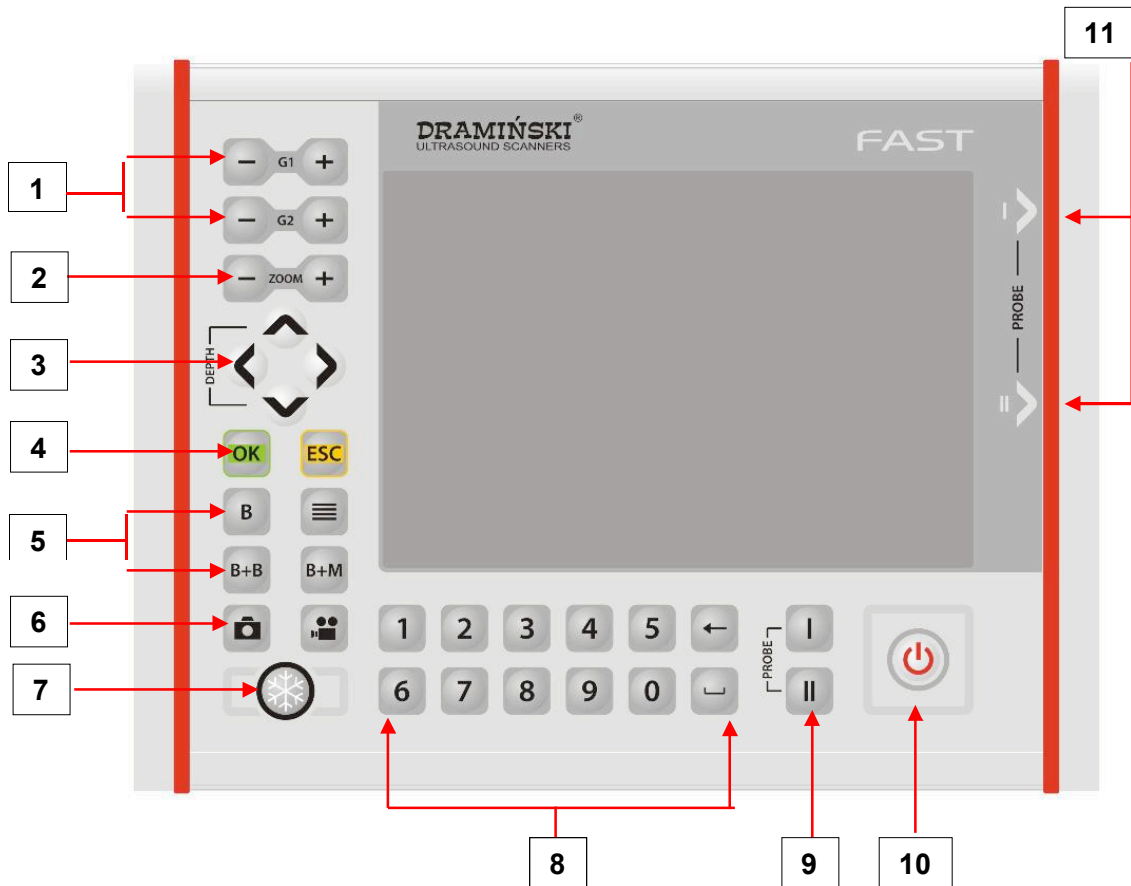 11
DRAMIŃSKI®
ULTRASOUND SCANNERS
FAST
1
− G1 +
− G2 +
2
− ZOOM +
I
PROBE
II
3
DEPTH
4
OK ESC
5
B
B+B B+M
6
1 2 3 4 5 ←
PROBE
I
7
6 7 8 9 0
II
8
9
10